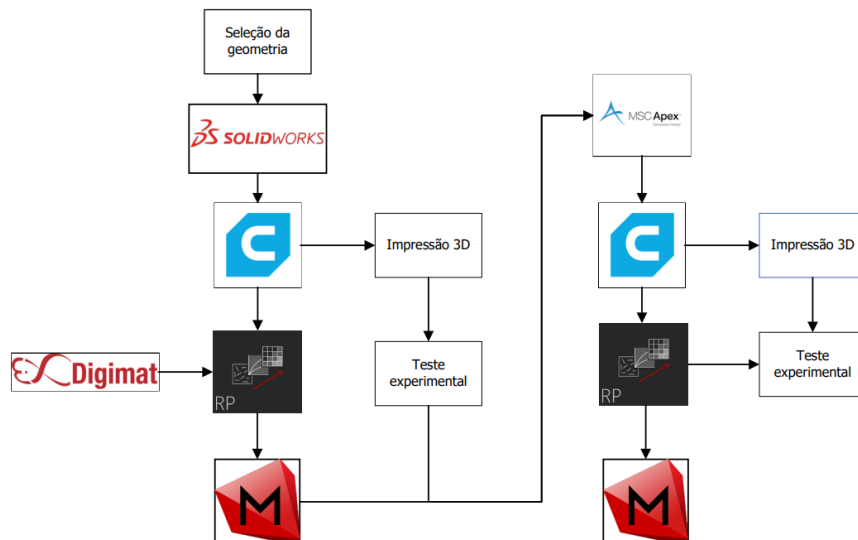 Seleção da
geometria
SOLIDWORKS
MSC Apex
Impressão 3D
Impressão 3D
Digimat
RP
Teste
experimental
RP
Teste
experimental
M
M